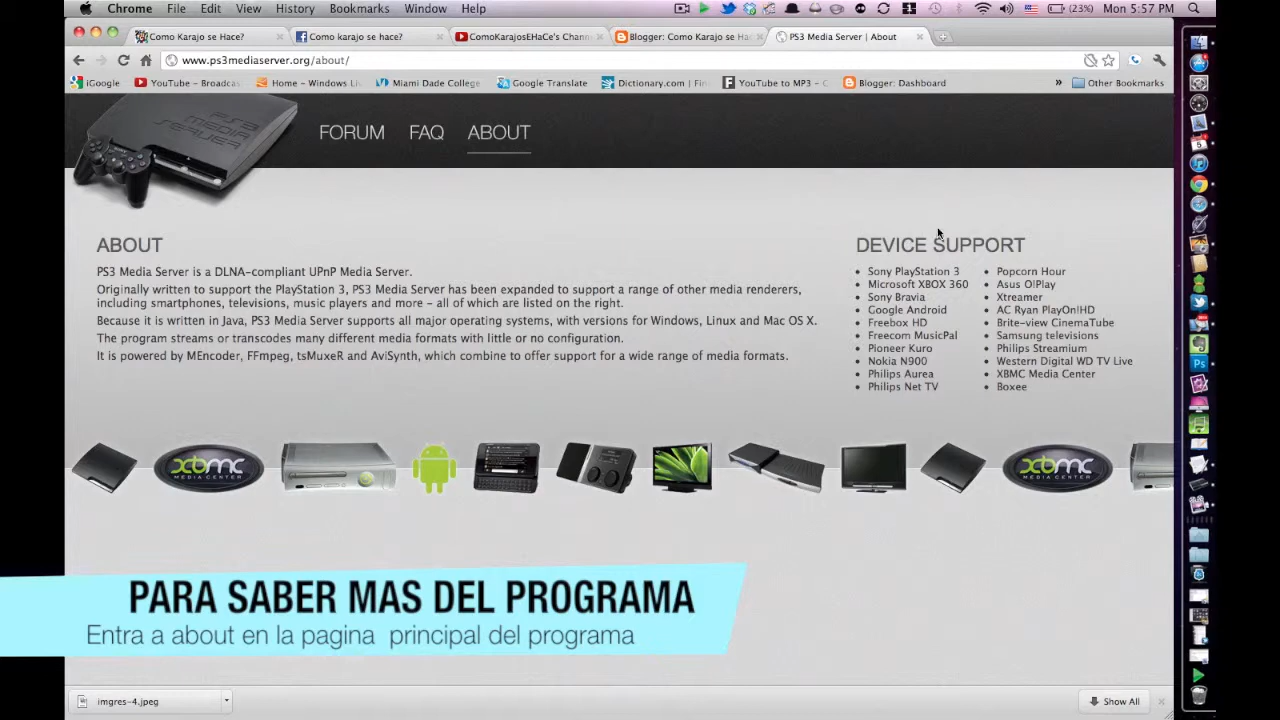 Chrome File Edit View History Bookmarks Window Help (23%) Mon 5:57 PM
Como Karajo se Hace? Como karajo se hace? Blogger: Como Karajo se Ha PS3 Media Server | About
www.ps3mediaserver.org/about/
iGoogle YouTube - Broadcas Home - Windows Liv Miami Dade College Google Translate Dictionary.com | Fin YouTube to MP3 - C Blogger: Dashboard » Other Bookmarks
PS3 MEDIA SERVER
FORUM FAQ ABOUT
ABOUT
PS3 Media Server is a DLNA-compliant UPnP Media Server.
Originally written to support the PlayStation 3, PS3 Media Server has been expanded to support a range of other media renderers,
including smartphones, televisions, music players and more – all of which are listed on the right.
Because it is written in Java, PS3 Media Server supports all major operating systems, with versions for Windows, Linux and Mac OS X.
The program streams or transcodes many different media formats with little or no configuration.
It is powered by MEncoder, FFmpeg, tsMuxeR and AviSynth, which combine to offer support for a wide range of media formats.
DEVICE SUPPORT
Sony PlayStation 3
Microsoft XBOX 360
Sony Bravia
Google Android
Freebox HD
Freecom MusicPal
Pioneer Kuro
Nokia N900
Philips Aurea
Philips Net TV
Popcorn Hour
Asus O!Play
Xtreamer
AC Ryan PlayOn!HD
Brite-view CinemaTube
Samsung televisions
Philips Streamium
Western Digital WD TV Live
XBMC Media Center
Boxee
xbmc
MEDIA CENTER
xbmc
MEDIA CENTER
PARA SABER MAS DEL PROGRAMA
Entra a about en la pagina principal del programa
imgres-4.jpeg Show All